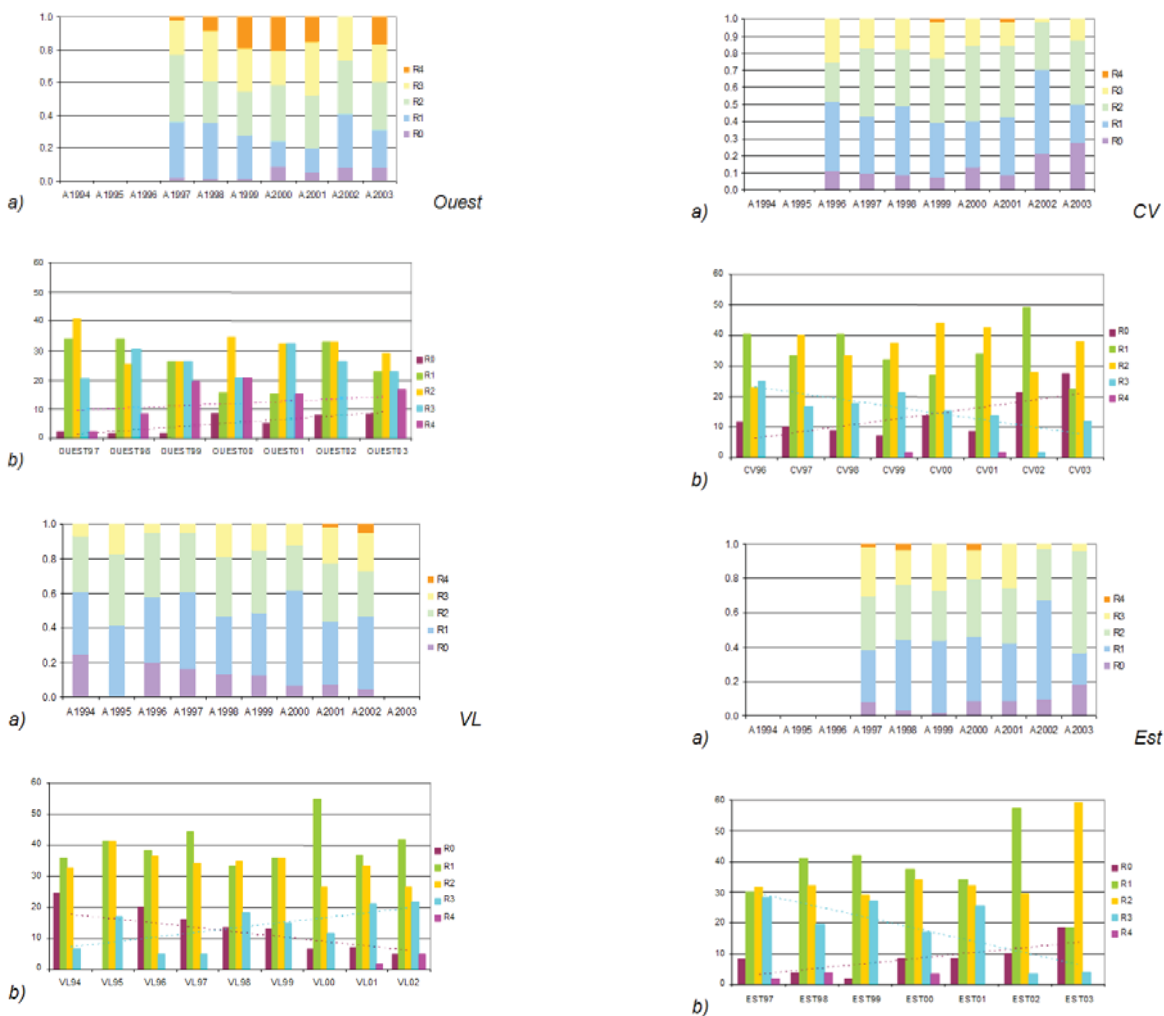 1.0
0.8
0.6
0.4
0.2
0.0
R4
R3
R2
R1
R0
A1994 A1995 A1996 A1997 A1998 A1999 A2000 A2001 A2002 A2003
a) Ouest
1.0
0.9
0.8
0.7
0.6
0.5
0.4
0.3
0.2
0.1
0.0
R4
R3
R2
R1
R0
A1994 A1995 A1996 A1997 A1998 A1999 A2000 A2001 A2002 A2003
a) CV
60
50
40
30
20
10
0
R0
R1
R2
R3
R4
OUEST97 OUEST98 OUEST99 OUEST00 OUEST01 OUEST02 OUEST03
b)
60
50
40
30
20
10
0
R0
R1
R2
R3
R4
CV96 CV97 CV98 CV99 CV00 CV01 CV02 CV03
b)
1.0
0.8
0.6
0.4
0.2
0.0
R4
R3
R2
R1
R0
A1994 A1995 A1996 A1997 A1998 A1999 A2000 A2001 A2002 A2003
a) VL
1.0
0.8
0.6
0.4
0.2
0.0
R4
R3
R2
R1
R0
A1994 A1995 A1996 A1997 A1998 A1999 A2000 A2001 A2002 A2003
a) Est
60
50
40
30
20
10
0
R0
R1
R2
R3
R4
VL94 VL95 VL96 VL97 VL98 VL99 VL00 VL01 VL02
b)
60
50
40
30
20
10
0
R0
R1
R2
R3
R4
EST97 EST98 EST99 EST00 EST01 EST02 EST03
b)